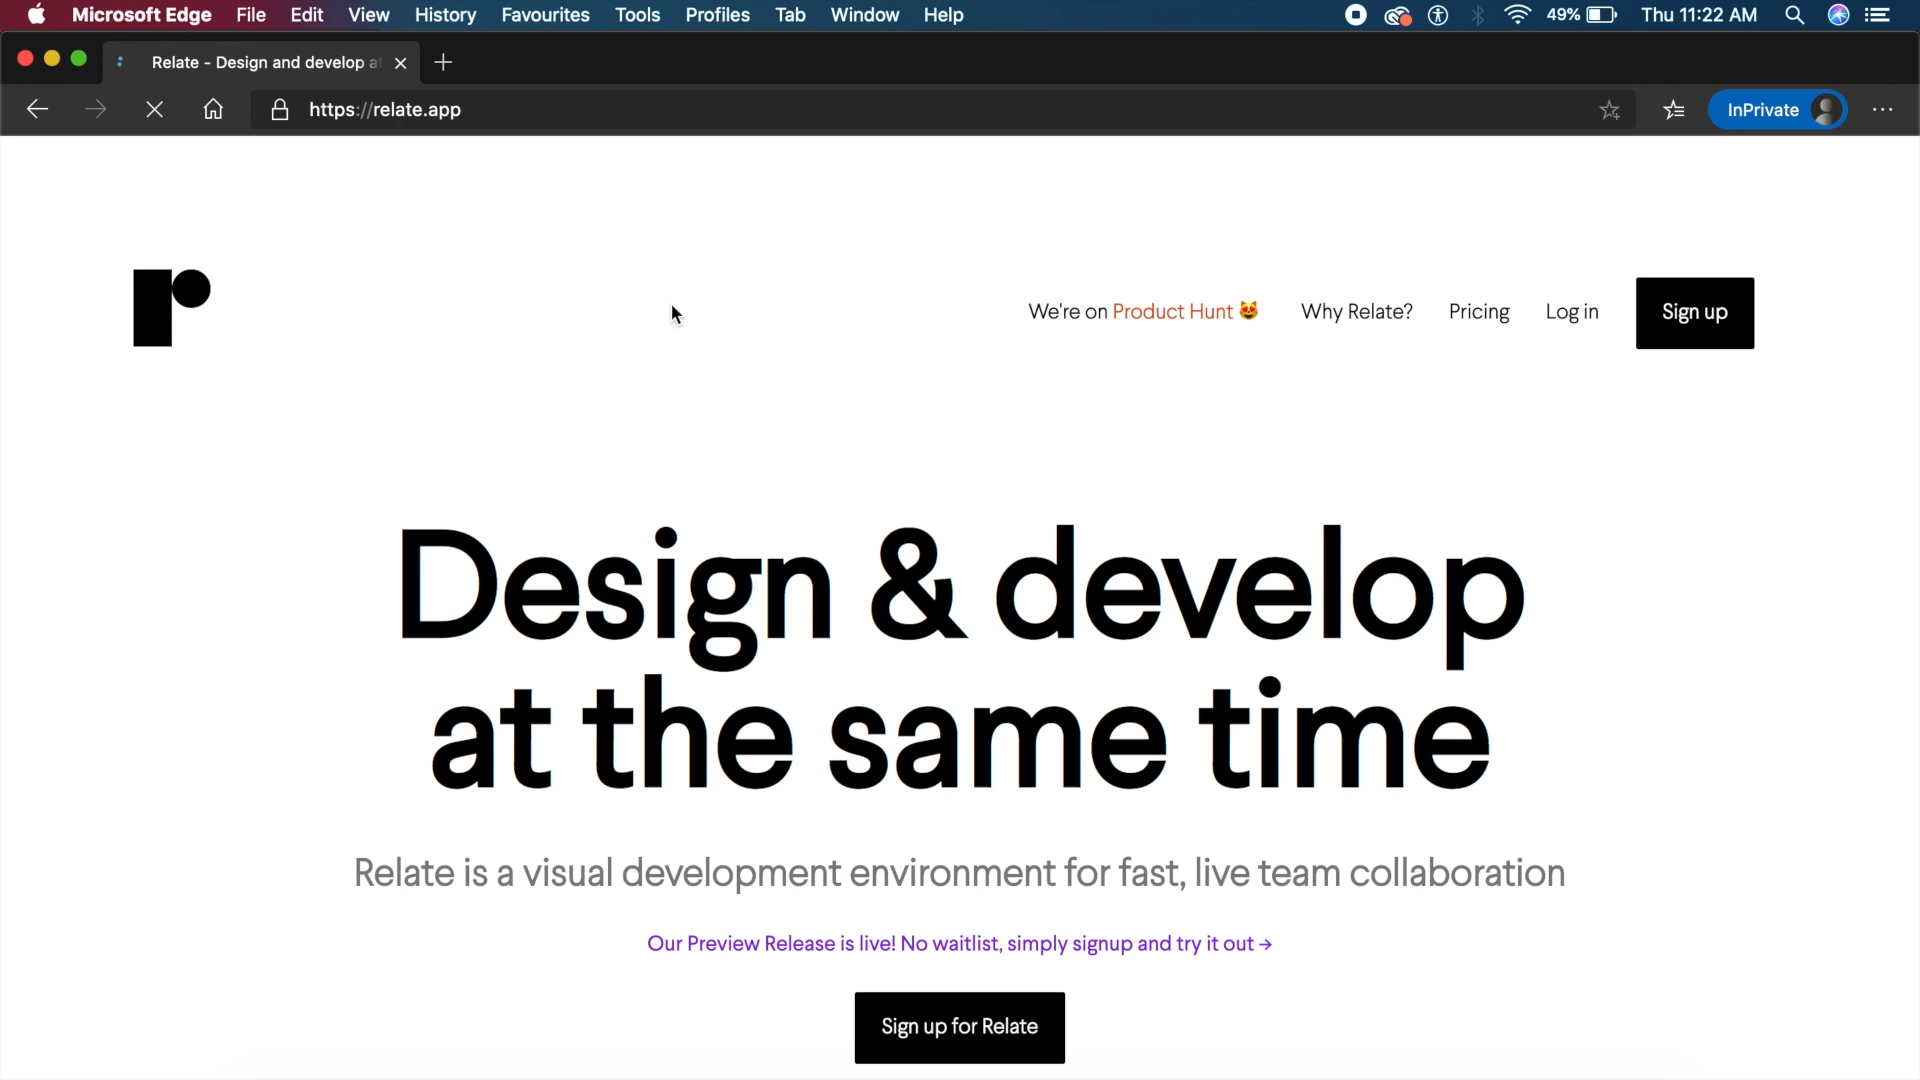 Microsoft Edge File Edit View History Favourites Tools Profiles Tab Window Help 49% Thu 11:22 AM
Relate - Design and develop at
https://relate.app InPrivate
r
We're on Product Hunt 😻 Why Relate? Pricing Log in Sign up
Design & develop
at the same time
Relate is a visual development environment for fast, live team collaboration
Our Preview Release is live! No waitlist, simply signup and try it out →
Sign up for Relate